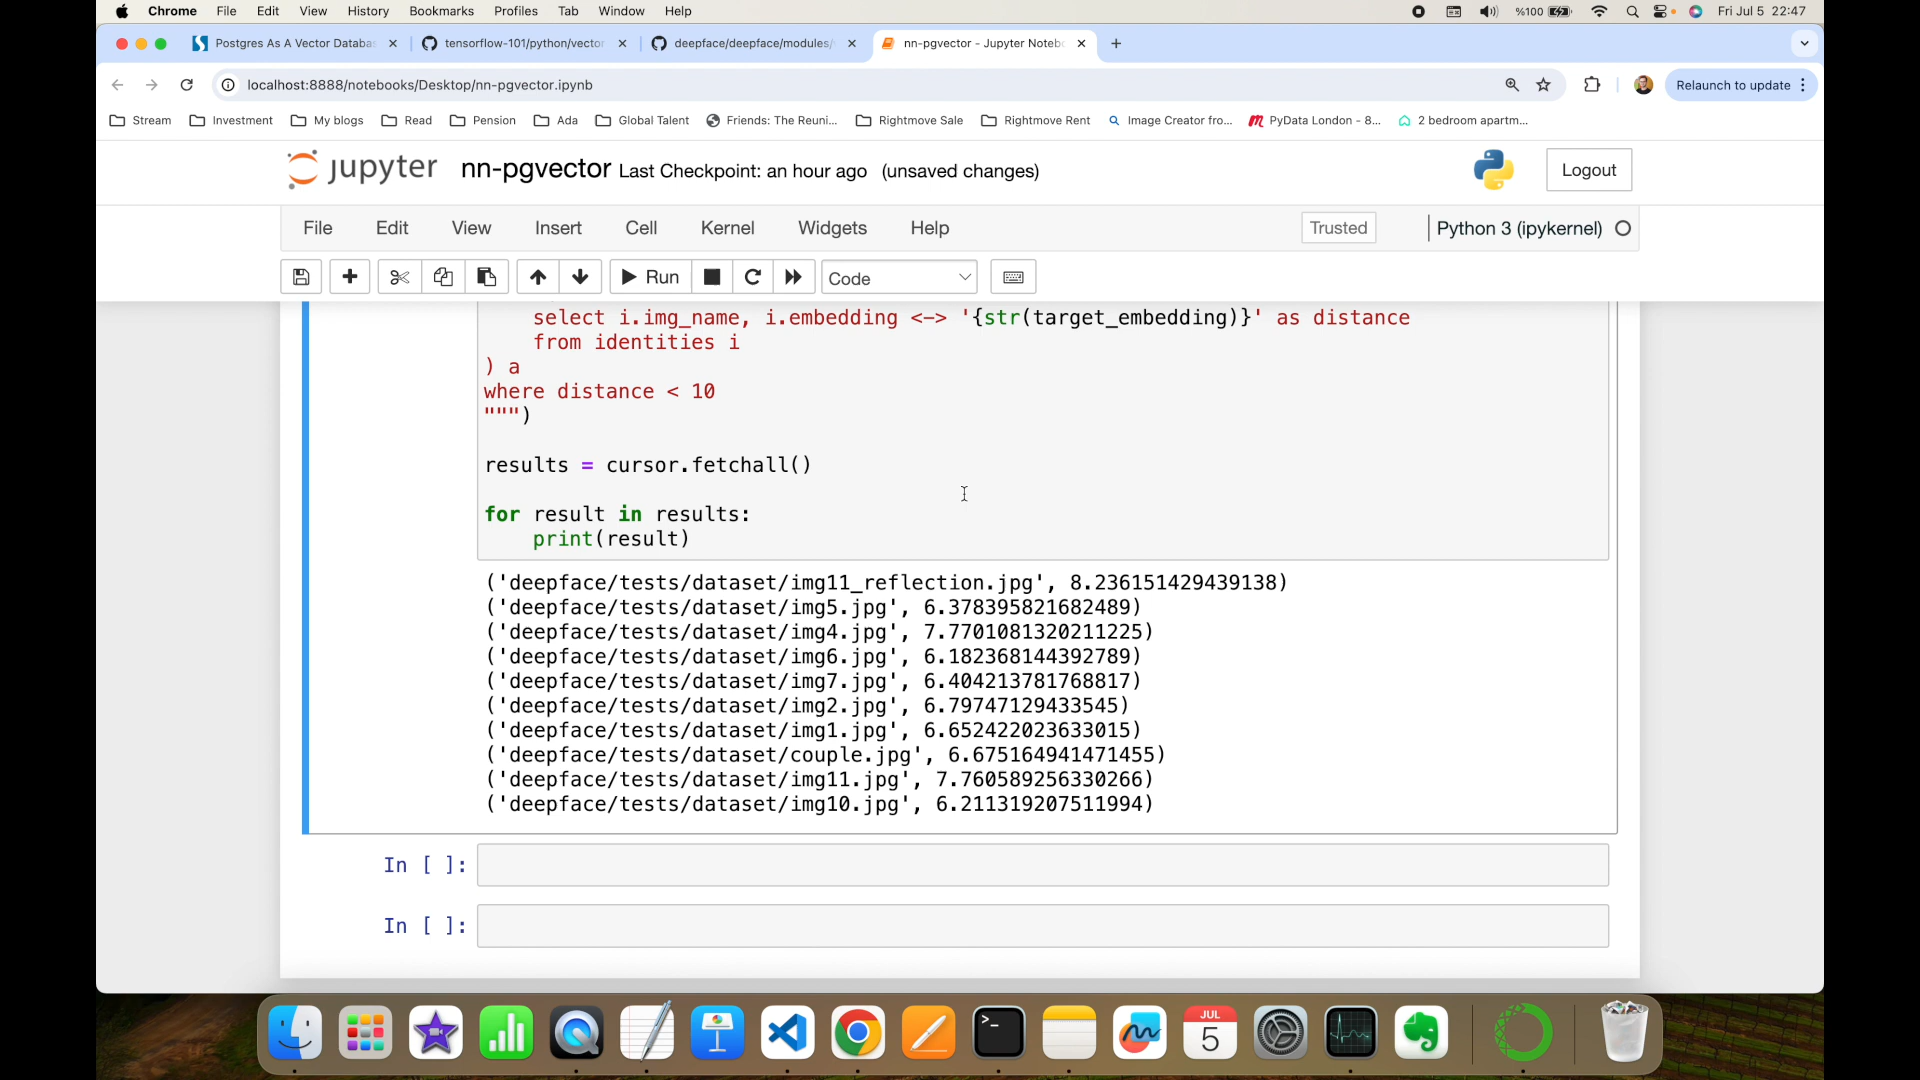 Chrome File Edit View History Bookmarks Profiles Tab Window Help %100 Fri Jul 5 22:47
Postgres As A Vector Databas tensorflow-101/python/vector deepface/deepface/modules/ nn-pgvector - Jupyter Noteb
localhost:8888/notebooks/Desktop/nn-pgvector.ipynb Relaunch to update
Stream Investment My blogs Read Pension Ada Global Talent Friends: The Reuni... Rightmove Sale Rightmove Rent Image Creator fro... PyData London - 8... 2 bedroom apartm...
jupyter nn-pgvector Last Checkpoint: an hour ago (unsaved changes) Logout
File Edit View Insert Cell Kernel Widgets Help Trusted Python 3 (ipykernel)
Run Code
select i.img_name, i.embedding <-> '{str(target_embedding)}' as distance
from identities i
) a
where distance < 10
""")
results = cursor.fetchall()
for result in results:
print(result)
('deepface/tests/dataset/img11_reflection.jpg', 8.236151429439138)
('deepface/tests/dataset/img5.jpg', 6.378395821682489)
('deepface/tests/dataset/img4.jpg', 7.7701081320211225)
('deepface/tests/dataset/img6.jpg', 6.182368144392789)
('deepface/tests/dataset/img7.jpg', 6.404213781768817)
('deepface/tests/dataset/img2.jpg', 6.79747129433545)
('deepface/tests/dataset/img1.jpg', 6.652422023633015)
('deepface/tests/dataset/couple.jpg', 6.675164941471455)
('deepface/tests/dataset/img11.jpg', 7.760589256330266)
('deepface/tests/dataset/img10.jpg', 6.211319207511994)
In [ ]:
In [ ]:
>_ JUL
5